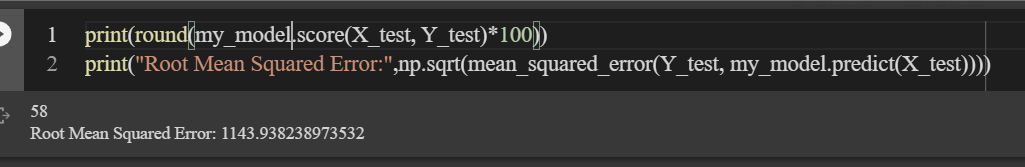 1 print(round(my_model.score(X_test, Y_test)*100))
2 print("Root Mean Squared Error:",np.sqrt(mean_squared_error(Y_test, my_model.predict(X_test))))
58
Root Mean Squared Error: 1143.938238973532